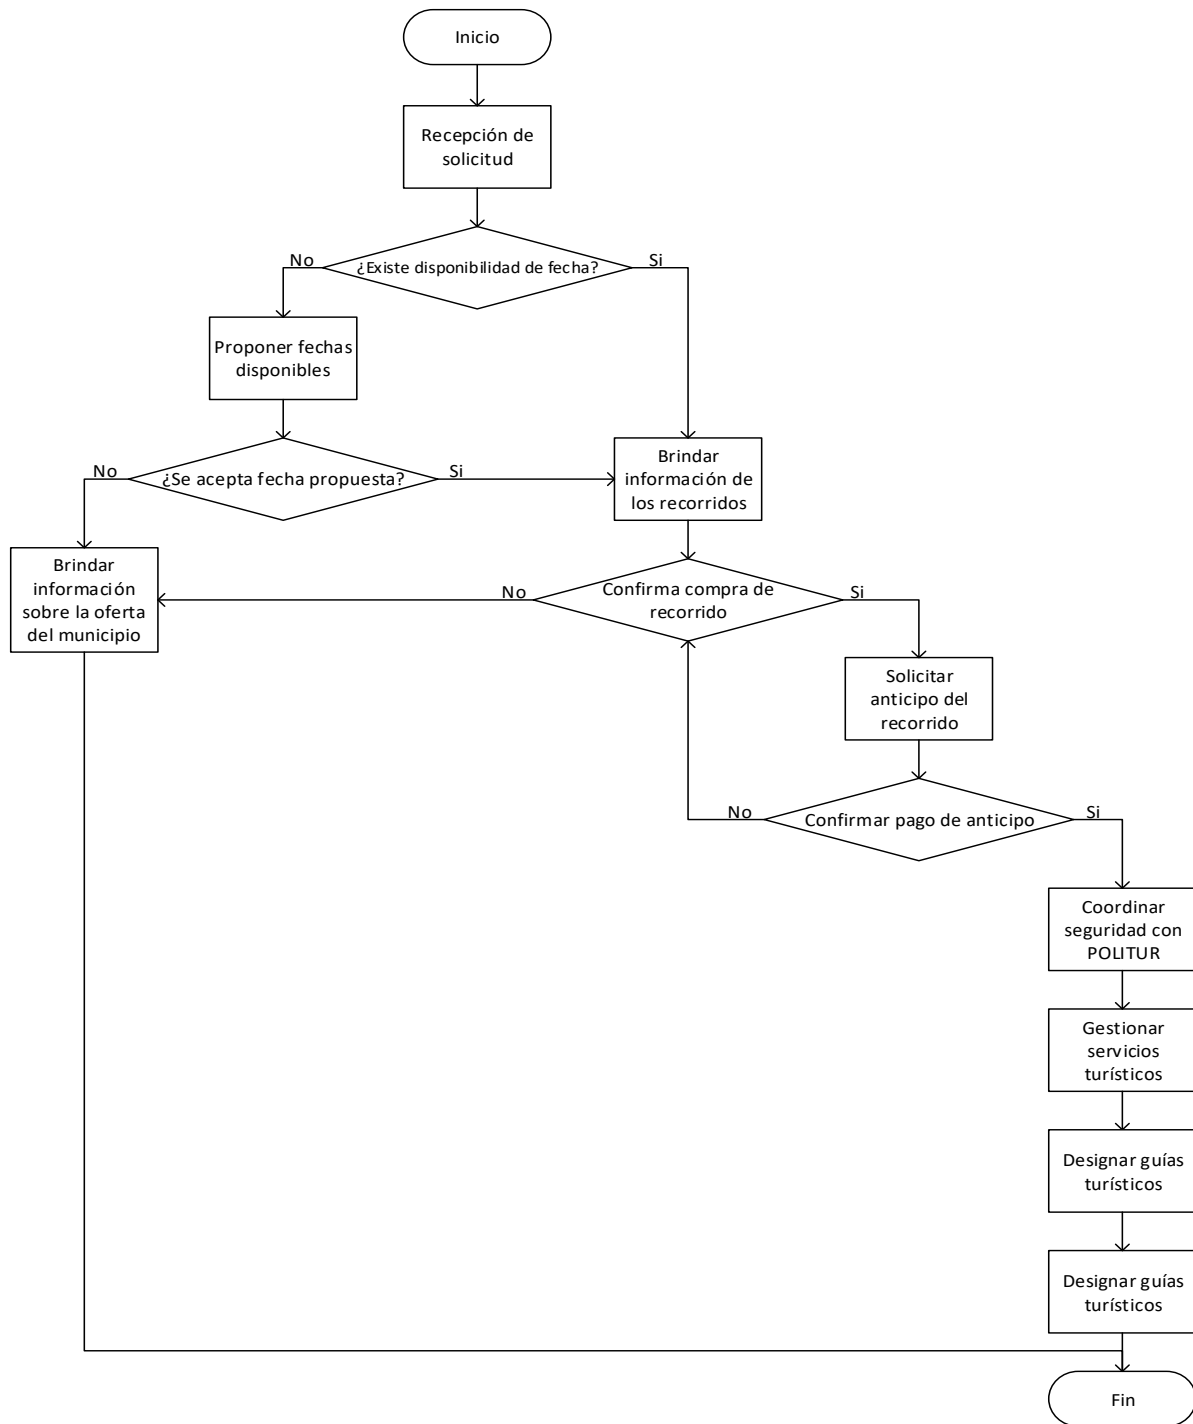 Inicio
Recepción de
solicitud
¿Existe disponibilidad de fecha?
No
Si
Proponer fechas
disponibles
¿Se acepta fecha propuesta?
No
Si
Brindar
información de
los recorridos
Brindar
información
sobre la oferta
del municipio
Confirma compra de
recorrido
No
Si
Solicitar
anticipo del
recorrido
Confirmar pago de anticipo
No
Si
Coordinar
seguridad con
POLITUR
Gestionar
servicios
turísticos
Designar guías
turísticos
Designar guías
turísticos
Fin